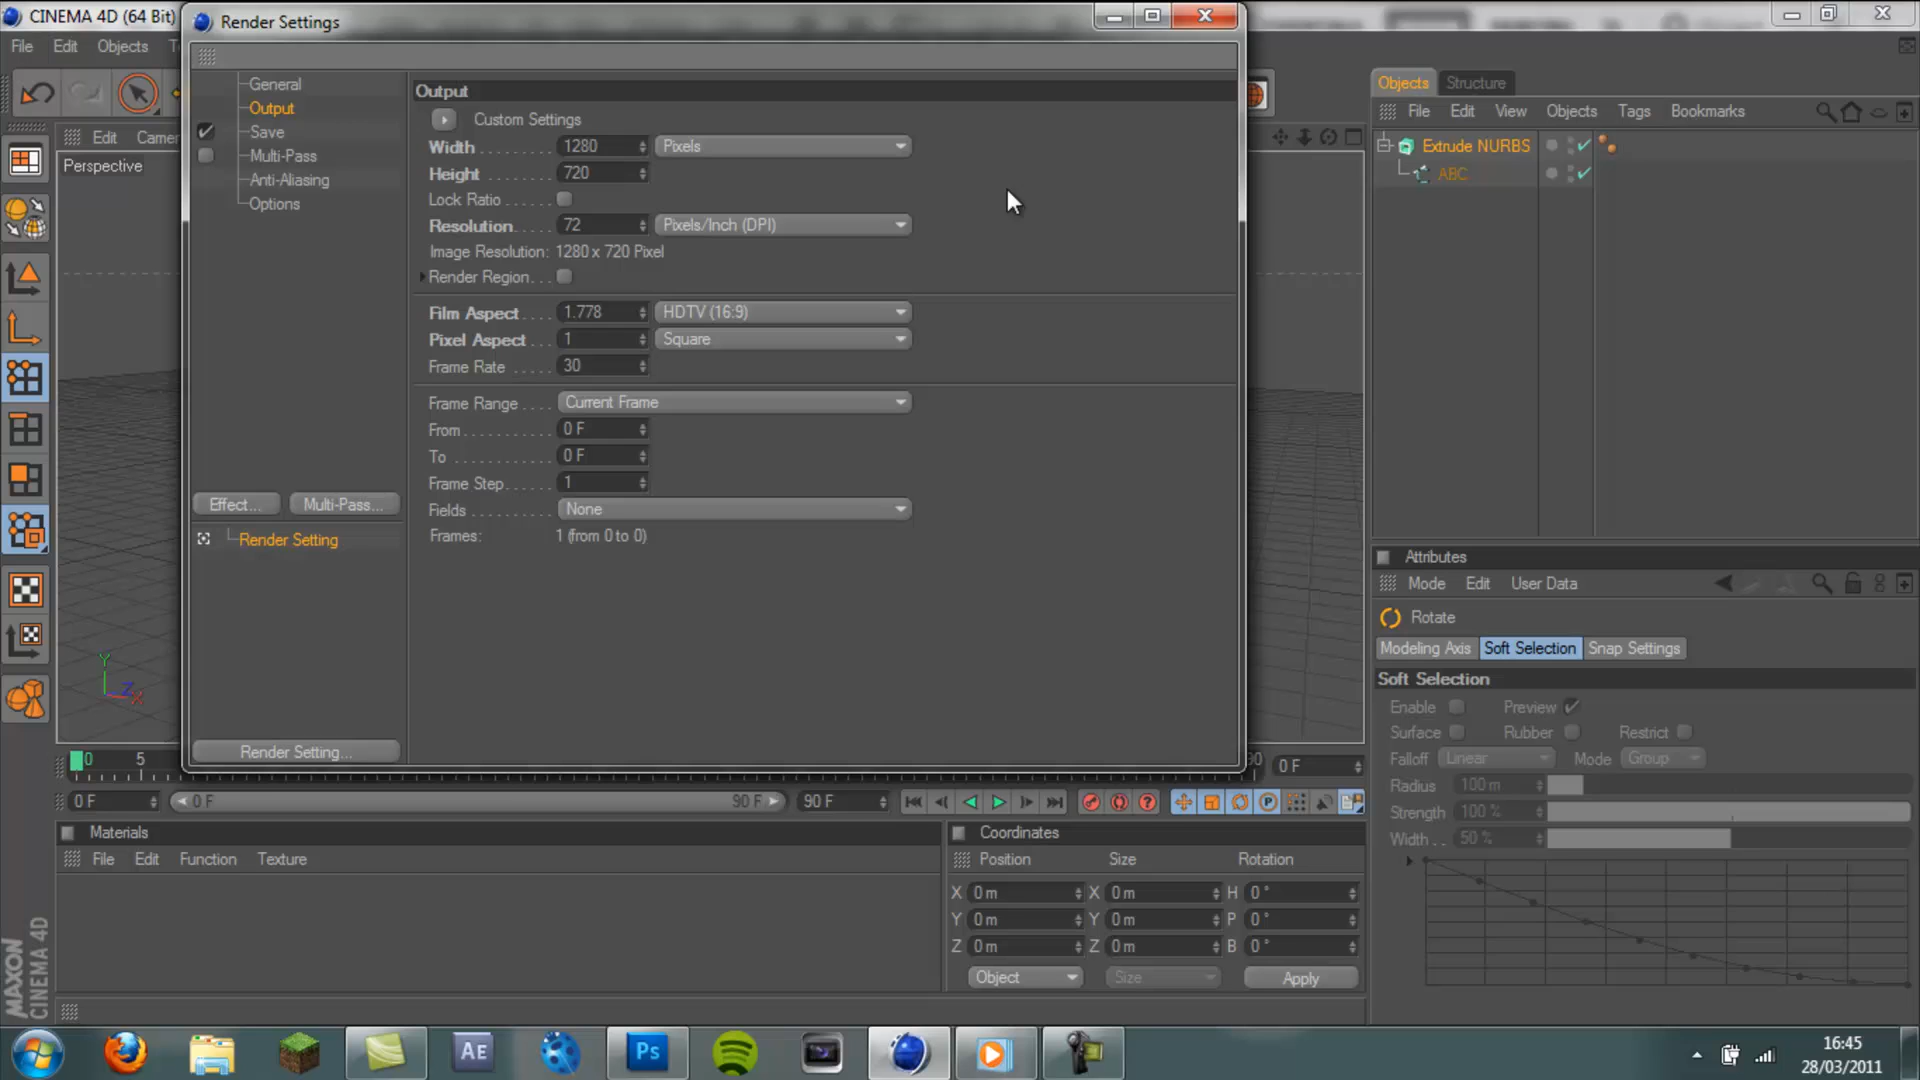 CINEMA 4D (64 Bit)
Render Settings
File Edit Objects
General
Output
Save
Multi-Pass
Anti-Aliasing
Options
Effect...
Multi-Pass...
Render Setting
Render Setting...
Output
Custom Settings
Width 1280 Pixels
Height 720
Lock Ratio
Resolution 72 Pixels/Inch (DPI)
Image Resolution: 1280 x 720 Pixel
Render Region
Film Aspect 1.778 HDTV (16:9)
Pixel Aspect 1 Square
Frame Rate 30
Frame Range Current Frame
From 0 F
To 0 F
Frame Step 1
Fields None
Frames: 1 (from 0 to 0)
Edit Camer
Perspective
Y
Z
X
Objects Structure
File Edit View Objects Tags Bookmarks
Extrude NURBS
ABC
Attributes
Mode Edit User Data
Rotate
Modeling Axis Soft Selection Snap Settings
Soft Selection
Enable Preview
Surface Rubber Restrict
Falloff Linear Mode Group
Radius 100 m
Strength 100 %
Width 50 %
0 5 90 0 F
0 F 0 F 90 F 90 F
P
Materials
File Edit Function Texture
Coordinates
Position Size Rotation
X 0 m X 0 m H 0 °
Y 0 m Y 0 m P 0 °
Z 0 m Z 0 m B 0 °
Object Size Apply
MAXON
CINEMA 4D
AE
Ps
16:45
28/03/2011